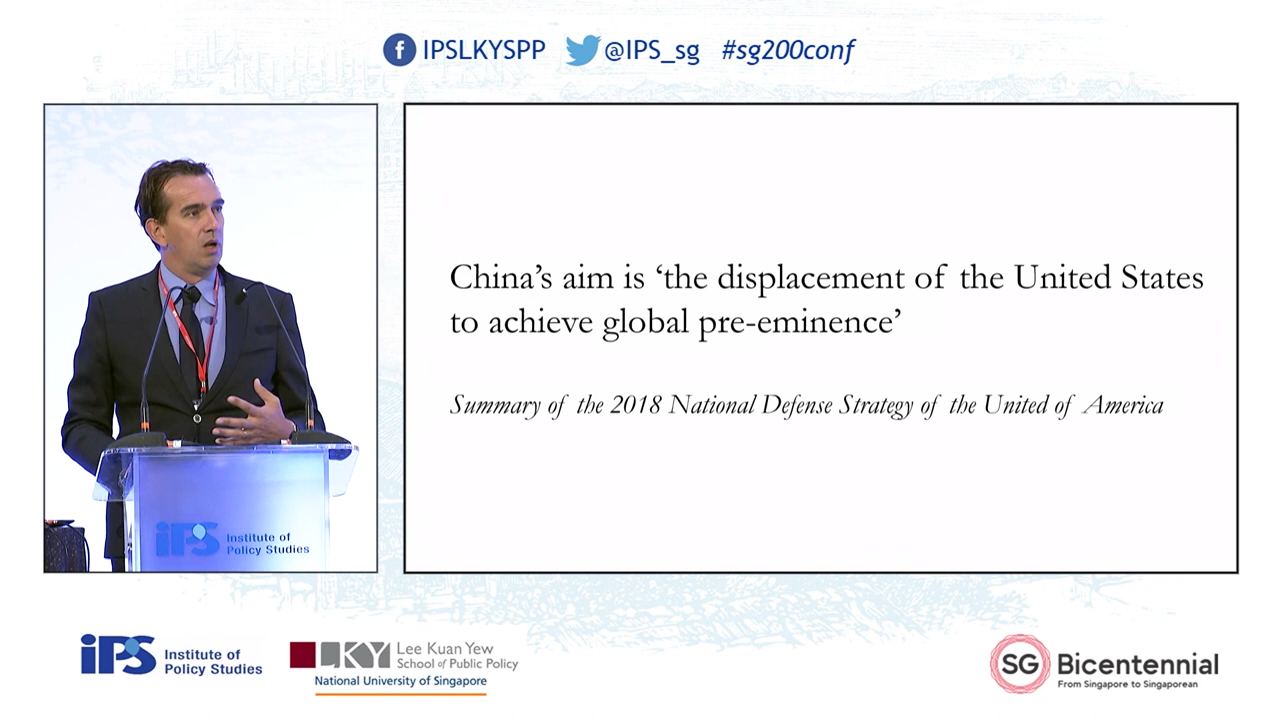 IPSLKYSPP @IPS_sg #sg200conf
China's aim is ‘the displacement of the United States
to achieve global pre-eminence’
Summary of the 2018 National Defense Strategy of the United of America
iPS Institute of
Policy Studies
iPS Institute of
Policy Studies
LKY Lee Kuan Yew
School of Public Policy
National University of Singapore
SG Bicentennial
From Singapore to Singaporean